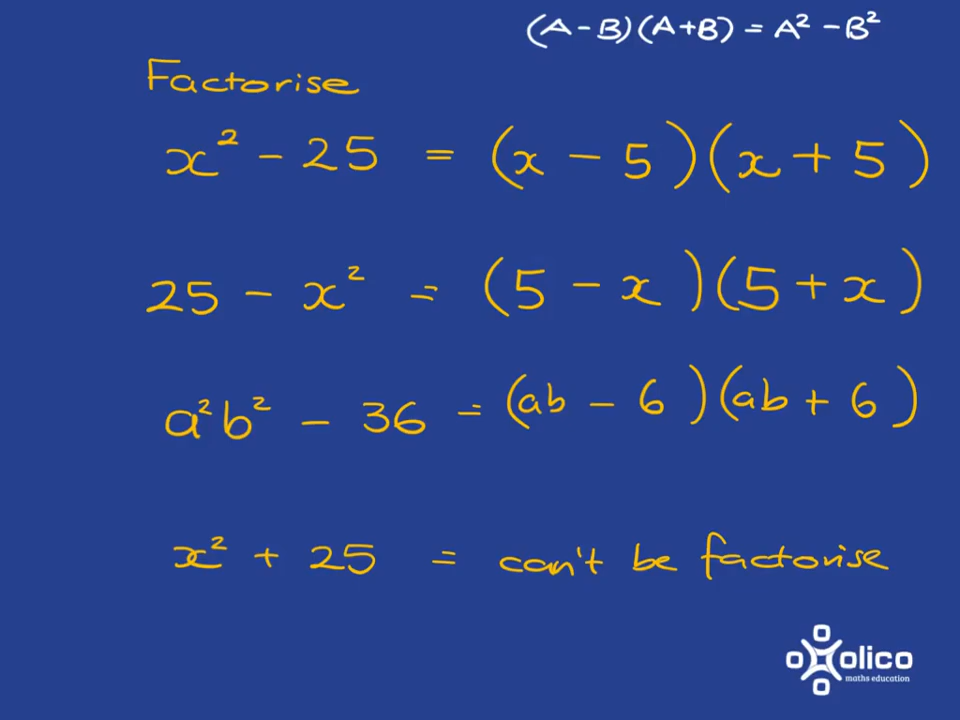 (A-B)(A+B) = A² - B²
Factorise
x² - 25 = (x - 5)(x + 5)
25 - x² = (5 - x)(5 + x)
a²b² - 36 = (ab - 6)(ab + 6)
x² + 25 = can't be factorise
olico
maths education